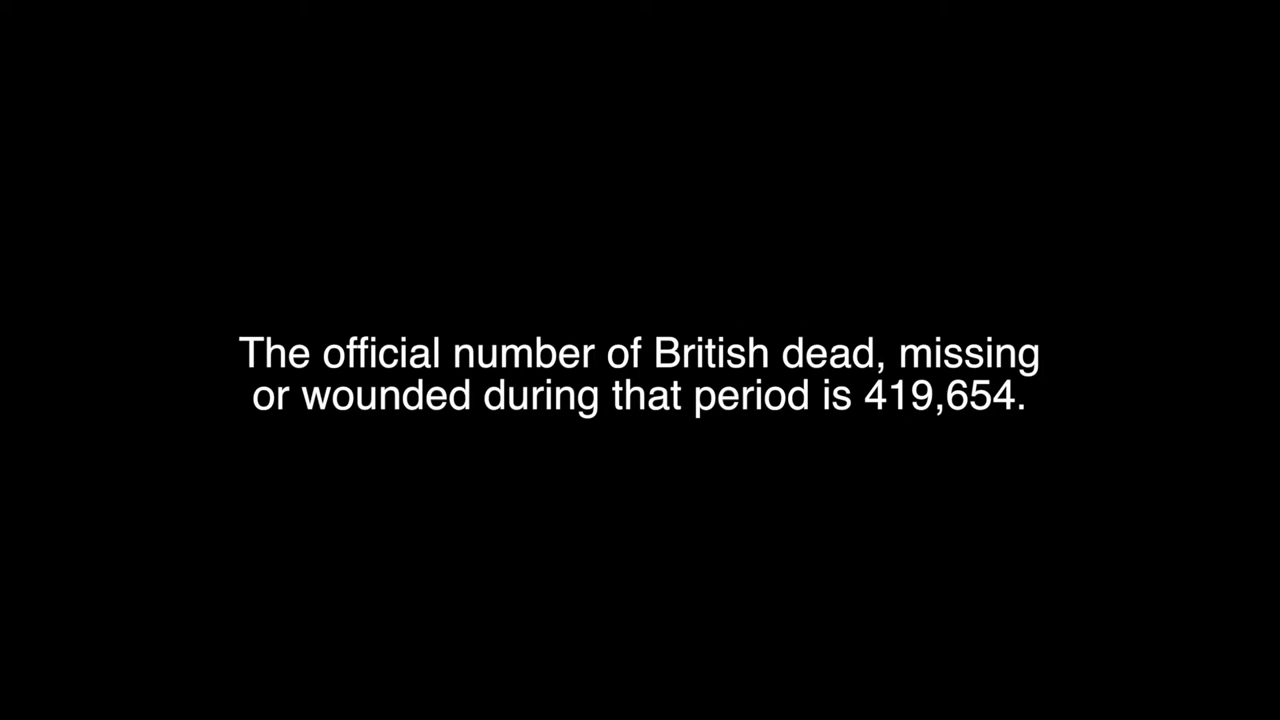 The official number of British dead, missing
or wounded during that period is 419,654.